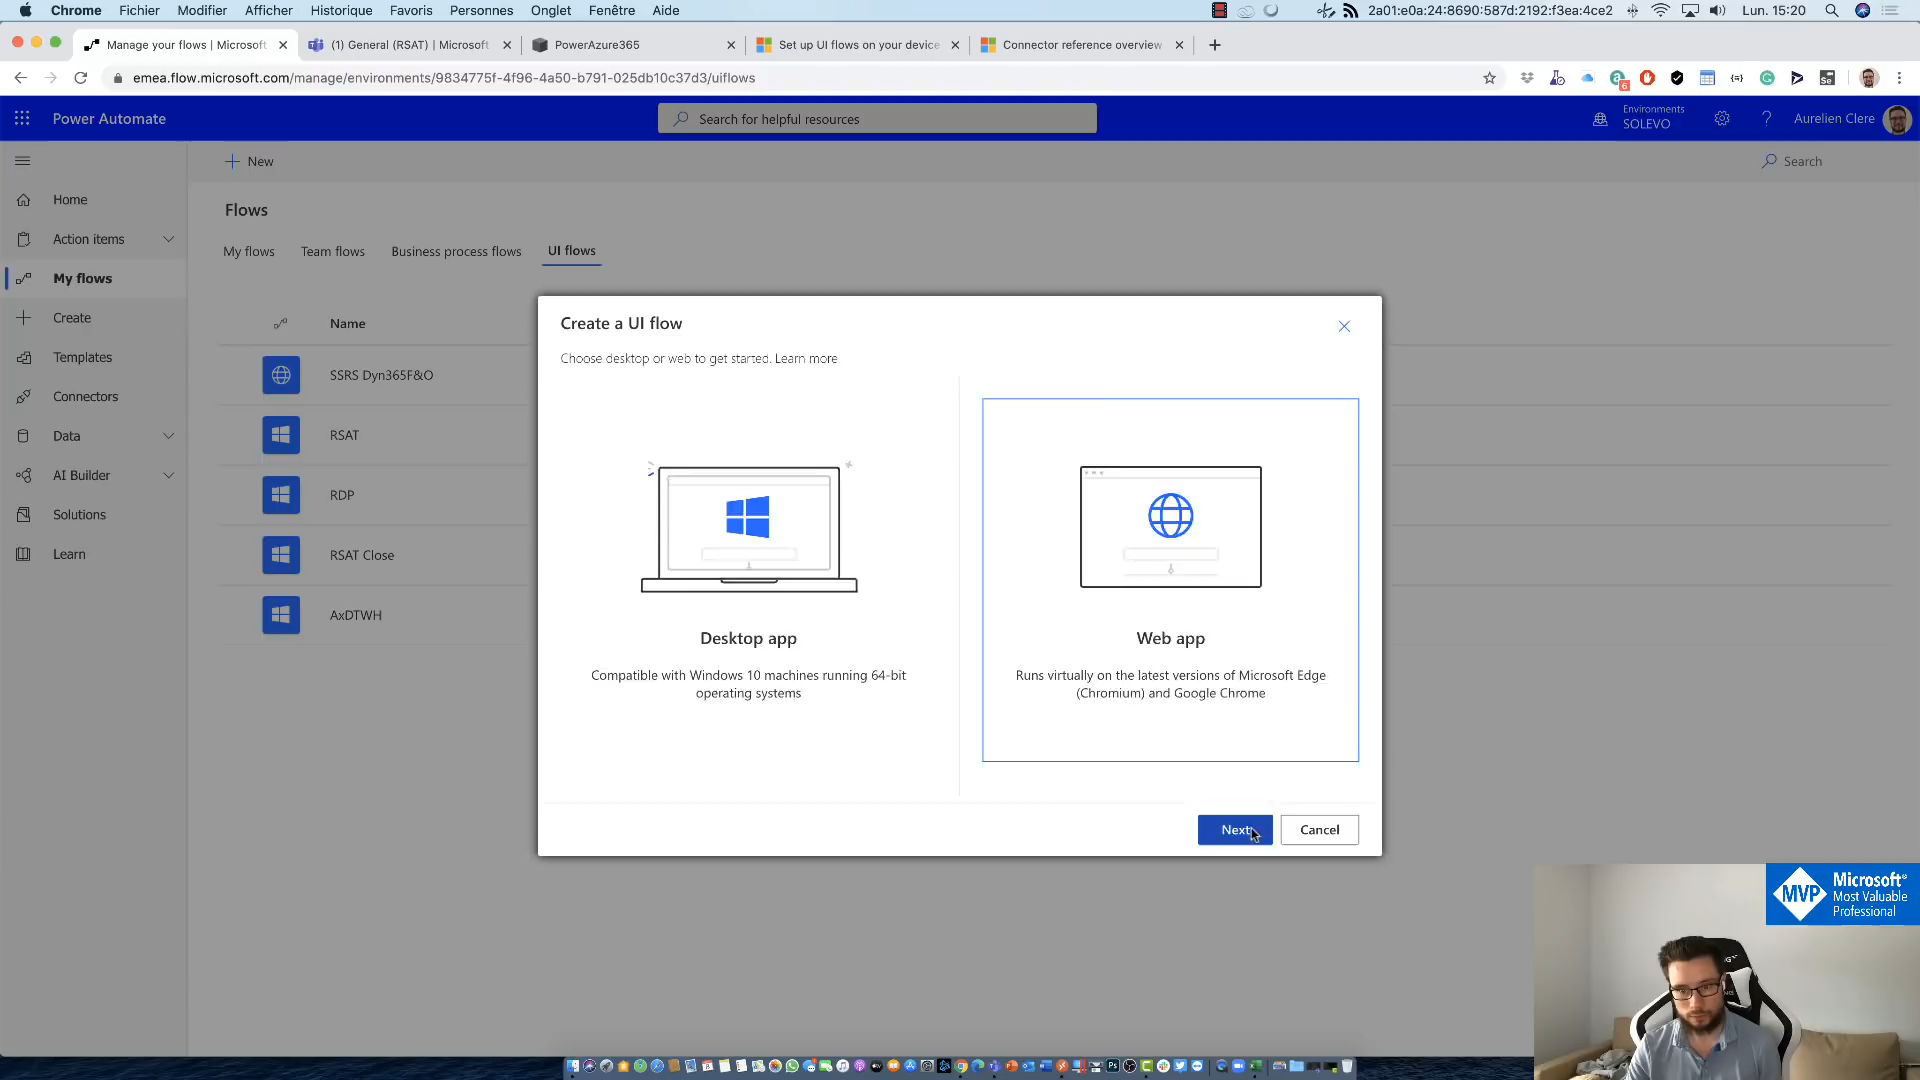 Chrome Fichier Modifier Afficher Historique Favoris Personnes Onglet Fenêtre Aide
2a01:e0a:24:8690:587d:2192:f3ea:4ce2 Lun. 15:20
Manage your flows | Microsoft
(1) General (RSAT) | Microsoft
PowerAzure365
Set up UI flows on your device
Connector reference overview
emea.flow.microsoft.com/manage/environments/9834775f-4f96-4a50-b791-025db10c37d3/uiflows
Power Automate
Search for helpful resources
Environments
SOLEVO
Aurelien Clere
New
Search
Home
Action items
My flows
Create
Templates
Connectors
Data
AI Builder
Solutions
Learn
Flows
My flows Team flows Business process flows UI flows
Name
SSRS Dyn365F&O
RSAT
RDP
RSAT Close
AxDTWH
Create a UI flow
Choose desktop or web to get started. Learn more
Desktop app
Compatible with Windows 10 machines running 64-bit
operating systems
Web app
Runs virtually on the latest versions of Microsoft Edge
(Chromium) and Google Chrome
Next
Cancel
MVP
Microsoft®
Most Valuable
Professional